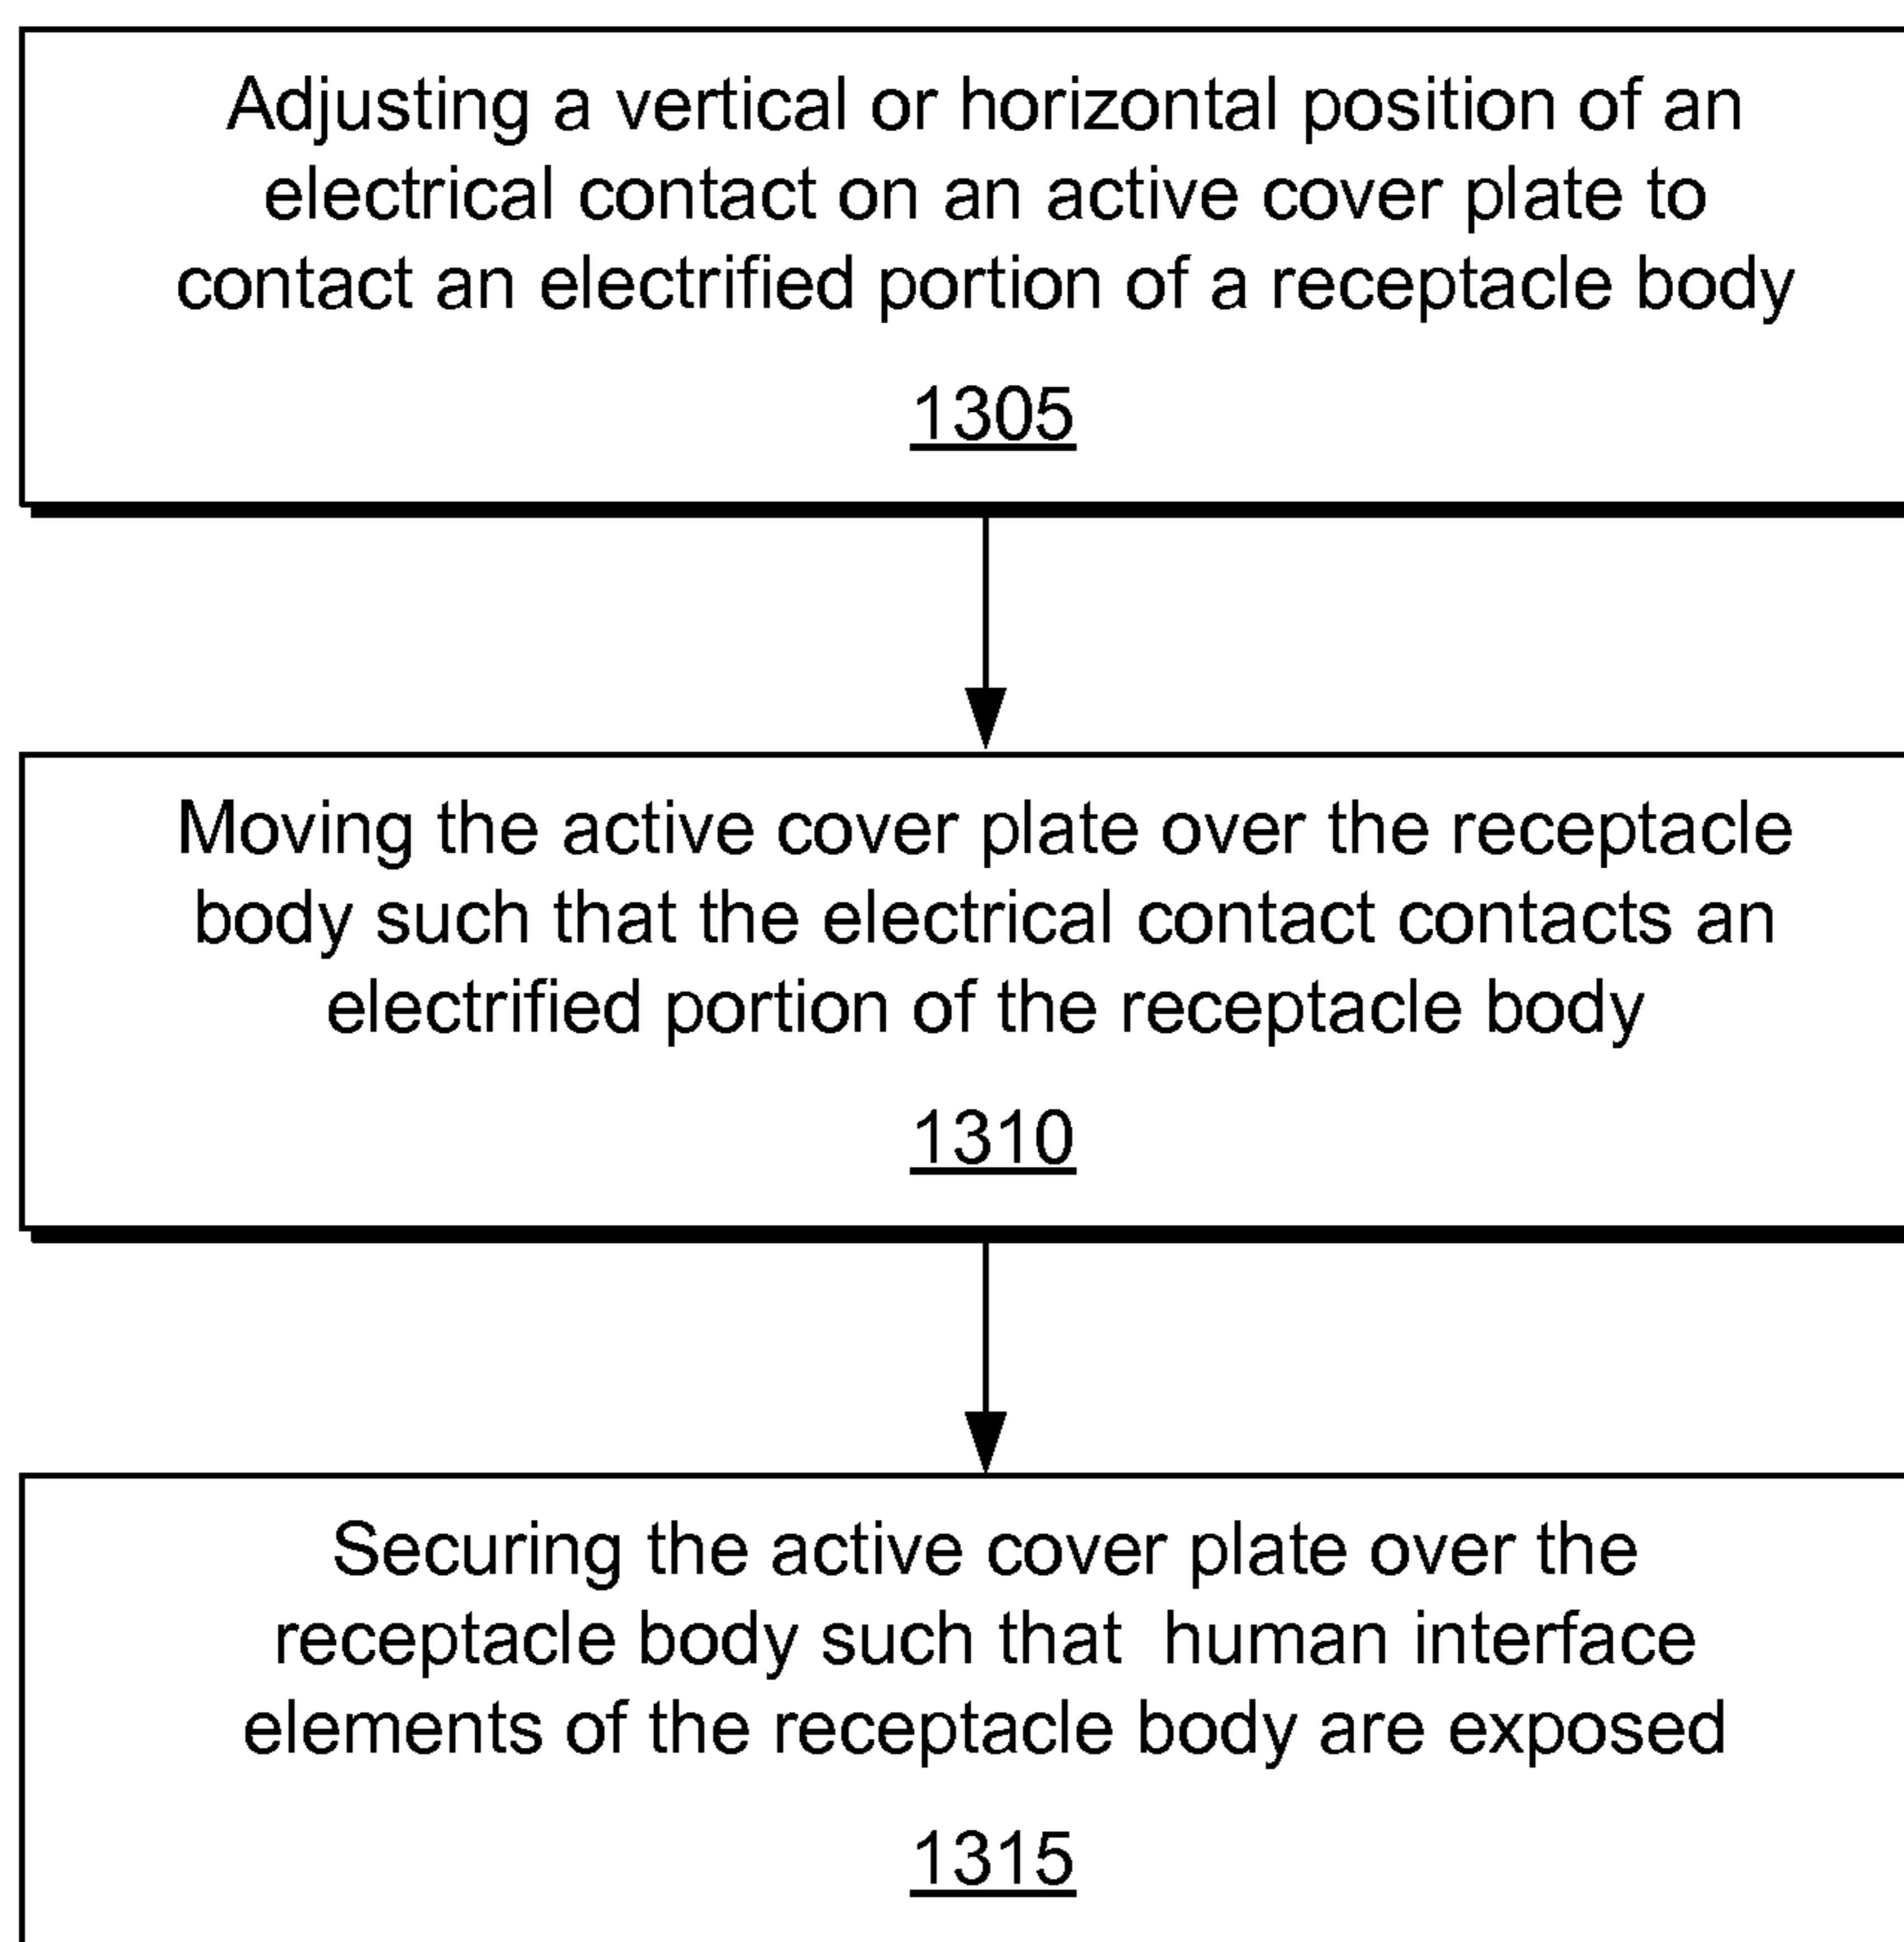 Adjusting a vertical or horizontal position of an
electrical contact on an active cover plate to
contact an electrified portion of a receptacle body
1305
Moving the active cover plate over the receptacle
body such that the electrical contact contacts an
electrified portion of the receptacle body
1310
Securing the active cover plate over the
receptacle body such that  human interface
elements of the receptacle body are exposed
1315